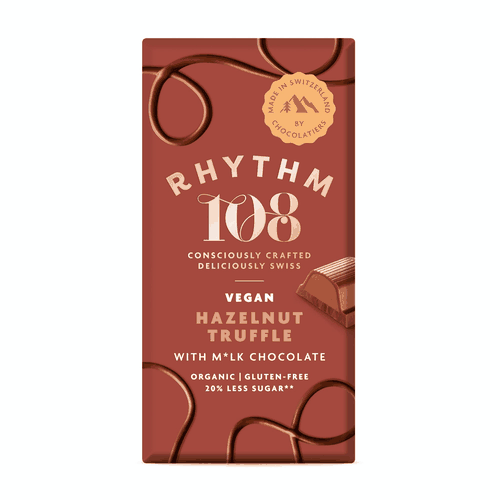 MADE IN SWITZERLAND
BY
CHOCOLATIERS
RHYTHM
108
CONSCIOUSLY CRAFTED
DELICIOUSLY SWISS
VEGAN
HAZELNUT
TRUFFLE
WITH M*LK CHOCOLATE
ORGANIC | GLUTEN-FREE
20% LESS SUGAR**